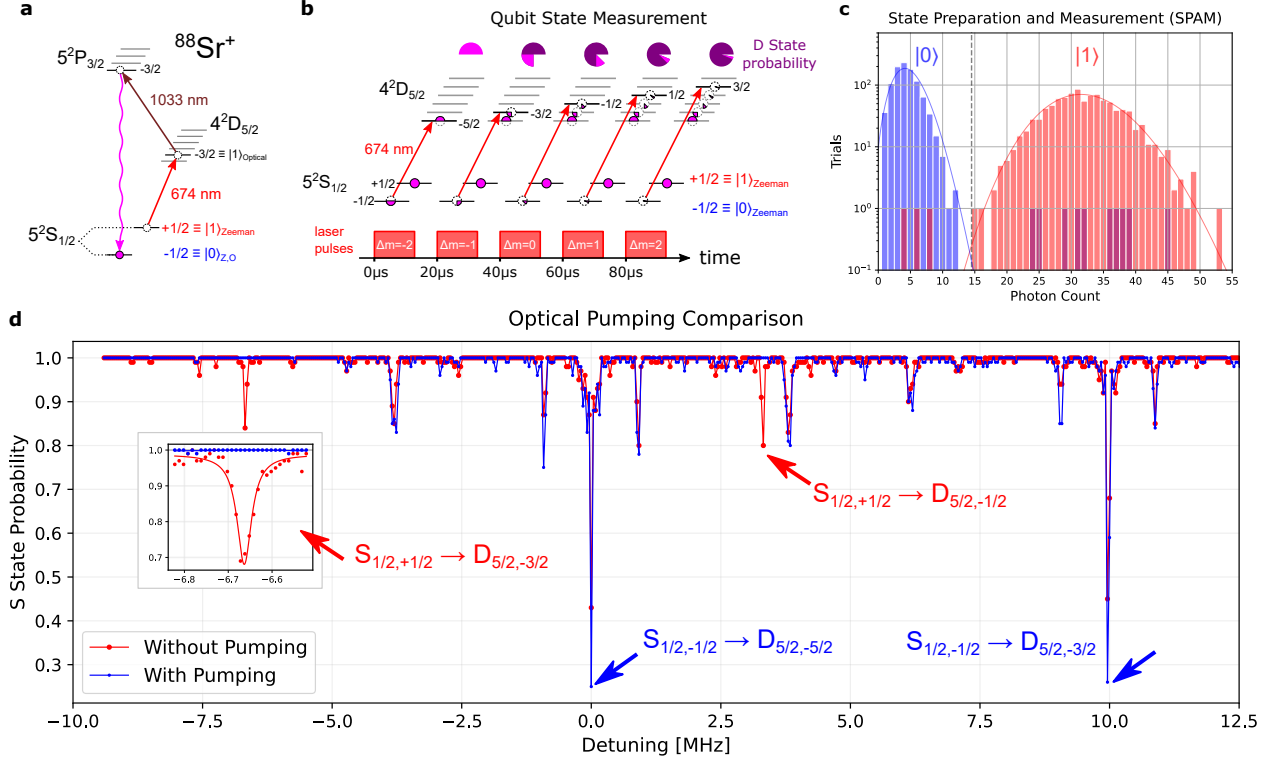 a
⁸⁸Sr⁺
5²P₃/₂
-3/2
1033 nm
4²D₅/₂
-3/2 ≡ |1⟩Optical
674 nm
5²S₁/₂
+1/2 ≡ |1⟩Zeeman
-1/2 ≡ |0⟩Z,O
b
Qubit State Measurement
D State
probability
4²D₅/₂
-5/2
-3/2
-1/2
1/2
3/2
674 nm
5²S₁/₂
+1/2
-1/2
+1/2 ≡ |1⟩Zeeman
-1/2 ≡ |0⟩Zeeman
laser
pulses
Δm=-2
Δm=-1
Δm=0
Δm=1
Δm=2
time
0μs
20μs
40μs
60μs
80μs
c
State Preparation and Measurement (SPAM)
|0⟩
|1⟩
Trials
10²
10¹
10⁰
10⁻¹
0 5 10 15 20 25 30 35 40 45 50 55
Photon Count
d
Optical Pumping Comparison
S State Probability
1.0
0.9
0.8
0.7
0.6
0.5
0.4
0.3
1.0
0.9
0.8
0.7
−6.8 −6.7 −6.6
S1/2,+1/2 → D5/2,-3/2
S1/2,+1/2 → D5/2,-1/2
S1/2,-1/2 → D5/2,-5/2
S1/2,-1/2 → D5/2,-3/2
Without Pumping
With Pumping
−10.0 −7.5 −5.0 −2.5 0.0 2.5 5.0 7.5 10.0 12.5
Detuning [MHz]